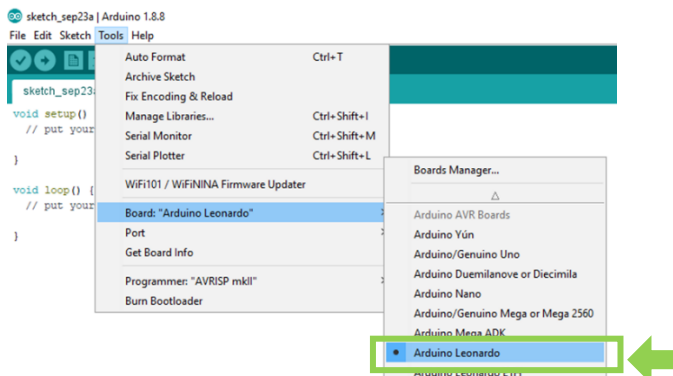 sketch_sep23a | Arduino 1.8.8
File Edit Sketch Tools Help
sketch_sep23a
void setup()
// put your
}
void loop() {
// put your
}
Auto Format Ctrl+T
Archive Sketch
Fix Encoding & Reload
Manage Libraries... Ctrl+Shift+I
Serial Monitor Ctrl+Shift+M
Serial Plotter Ctrl+Shift+L
WiFi101 / WiFiNINA Firmware Updater
Board: "Arduino Leonardo"
Port
Get Board Info
Programmer: "AVRISP mkII"
Burn Bootloader
Boards Manager...
Arduino AVR Boards
Arduino Yún
Arduino/Genuino Uno
Arduino Duemilanove or Diecimila
Arduino Nano
Arduino/Genuino Mega or Mega 2560
Arduino Mega ADK
Arduino Leonardo
Arduino Leonardo ETH